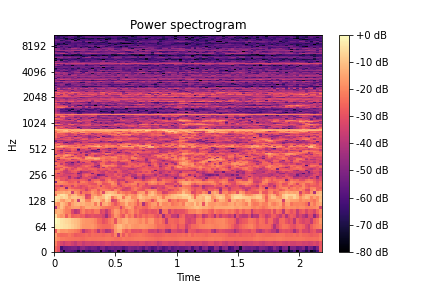 Power spectrogram
8192
4096
2048
1024
512
256
128
64
0
Hz
0
0.5
1
1.5
2
Time
+0 dB
-10 dB
-20 dB
-30 dB
-40 dB
-50 dB
-60 dB
-70 dB
-80 dB